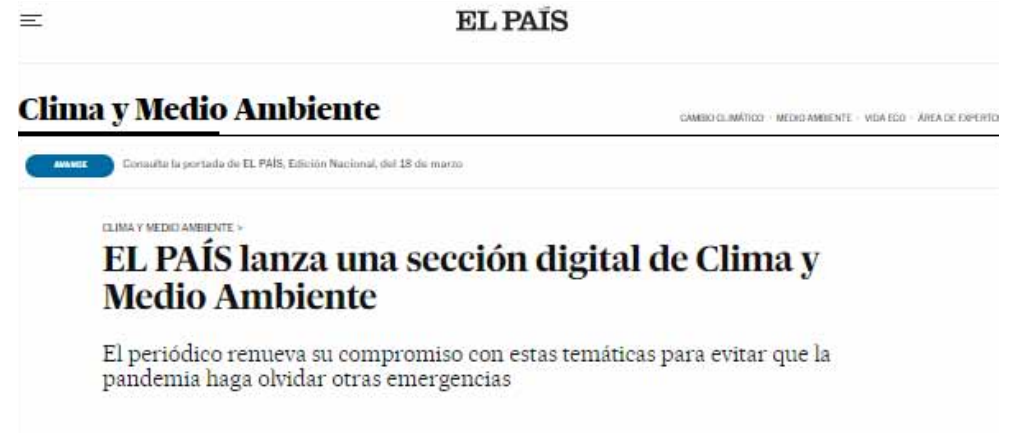 EL PAÍS
Clima y Medio Ambiente
CAMBIO CLIMÁTICO · MEDIO AMBIENTE · VIDA ECO · ÁREA DE EXPERTO
AVANCE
Consulta la portada de EL PAÍS, Edición Nacional, del 18 de marzo
CLIMA Y MEDIO AMBIENTE >
EL PAÍS lanza una sección digital de Clima y
Medio Ambiente
El periódico renueva su compromiso con estas temáticas para evitar que la
pandemia haga olvidar otras emergencias